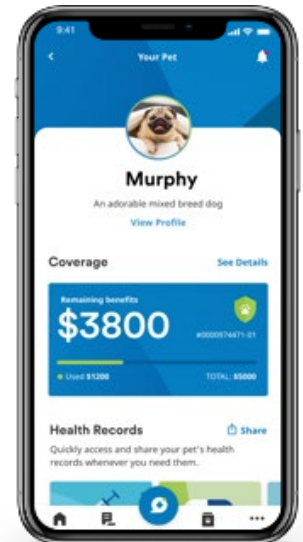 9:41
Your Pet
Murphy
An adorable mixed breed dog
View Profile
Coverage
See Details
Remaining benefits
$3800
#0000974471-01
Used $1200
TOTAL: $5000
Health Records
Share
Quickly access and share your pet's health
records whenever you need them.